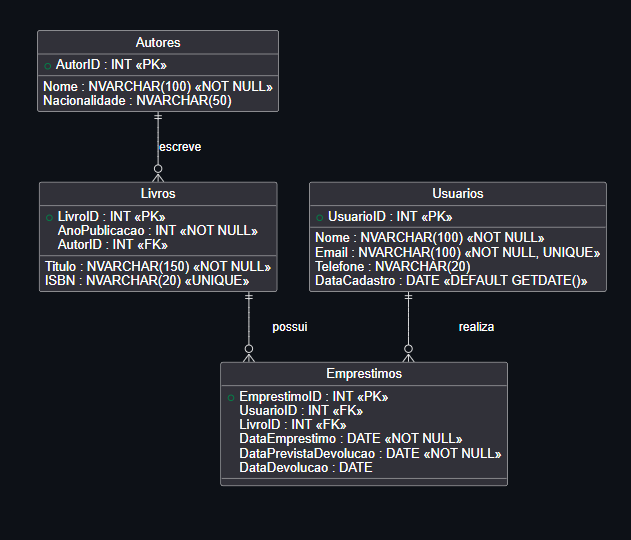 Autores
AutorID : INT «PK»
Nome : NVARCHAR(100) «NOT NULL»
Nacionalidade : NVARCHAR(50)
escreve
Livros
LivroID : INT «PK»
AnoPublicacao : INT «NOT NULL»
AutorID : INT «FK»
Titulo : NVARCHAR(150) «NOT NULL»
ISBN : NVARCHAR(20) «UNIQUE»
Usuarios
UsuarioID : INT «PK»
Nome : NVARCHAR(100) «NOT NULL»
Email : NVARCHAR(100) «NOT NULL, UNIQUE»
Telefone : NVARCHAR(20)
DataCadastro : DATE «DEFAULT GETDATE()»
possui
realiza
Emprestimos
EmprestimoID : INT «PK»
UsuarioID : INT «FK»
LivroID : INT «FK»
DataEmprestimo : DATE «NOT NULL»
DataPrevistaDevolucao : DATE «NOT NULL»
DataDevolucao : DATE